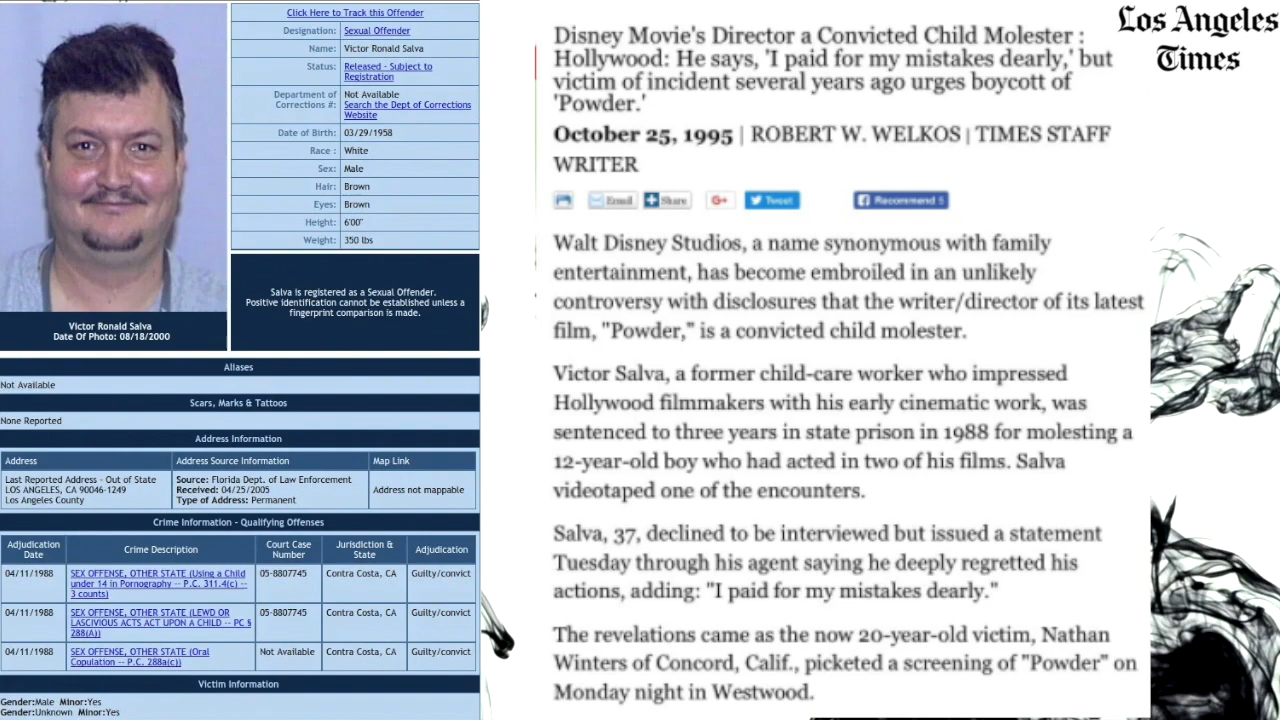 Click Here to Track this Offender
Designation: Sexual Offender
Name: Victor Ronald Salva
Status: Released - Subject to
Registration
Department of Corrections #: Not Available
Search the Dept of Corrections
Website
Date of Birth: 03/29/1958
Race : White
Sex: Male
Hair: Brown
Eyes: Brown
Height: 6'00"
Weight: 350 lbs
Salva is registered as a Sexual Offender.
Positive identification cannot be established unless a
fingerprint comparison is made.
Victor Ronald Salva
Date Of Photo: 08/18/2000
Aliases
Not Available
Scars, Marks & Tattoos
None Reported
Address Information
Address Address Source Information Map Link
Last Reported Address - Out of State
LOS ANGELES, CA 90046-1249
Los Angeles County
Source: Florida Dept. of Law Enforcement
Received: 04/25/2005
Type of Address: Permanent
Address not mappable
Crime Information - Qualifying Offenses
Adjudication Date Crime Description Court Case Number Jurisdiction & State Adjudication
04/11/1988 SEX OFFENSE, OTHER STATE (Using a Child
under 14 in Pornography -- P.C. 311.4(c) --
3 counts) 05-8807745 Contra Costa, CA Guilty/convict
04/11/1988 SEX OFFENSE, OTHER STATE (LEWD OR
LASCIVIOUS ACTS ACT UPON A CHILD -- PC §
288(A)) 05-8807745 Contra Costa, CA Guilty/convict
04/11/1988 SEX OFFENSE, OTHER STATE (Oral
Copulation -- P.C. 288a(c)) Not Available Contra Costa, CA Guilty/convict
Victim Information
Gender:Male Minor:Yes
Gender:Unknown Minor:Yes
Los Angeles
Times
Disney Movie's Director a Convicted Child Molester :
Hollywood: He says, 'I paid for my mistakes dearly,' but
victim of incident several years ago urges boycott of
'Powder.'
October 25, 1995 | ROBERT W. WELKOS | TIMES STAFF
WRITER
Email Share G+ Tweet Recommend 5
Walt Disney Studios, a name synonymous with family
entertainment, has become embroiled in an unlikely
controversy with disclosures that the writer/director of its latest
film, "Powder," is a convicted child molester.
Victor Salva, a former child-care worker who impressed
Hollywood filmmakers with his early cinematic work, was
sentenced to three years in state prison in 1988 for molesting a
12-year-old boy who had acted in two of his films. Salva
videotaped one of the encounters.
Salva, 37, declined to be interviewed but issued a statement
Tuesday through his agent saying he deeply regretted his
actions, adding: "I paid for my mistakes dearly."
The revelations came as the now 20-year-old victim, Nathan
Winters of Concord, Calif., picketed a screening of "Powder" on
Monday night in Westwood.